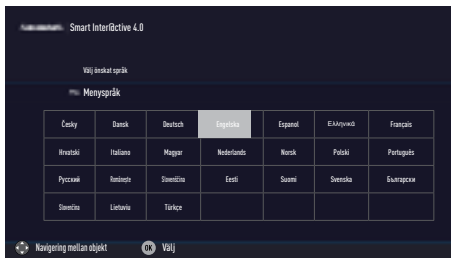 Smart Inter@ctive 4.0
Välj önskat språk
Menyspråk
Česky Dansk Deutsch Engelska Espanol Ελληνικά Français
Hrvatski Italiano Magyar Nederlands Norsk Polski Português
Русский Româneşte Slovenščina Eesti Suomi Svenska Български
Slovenčina Lietuvių Türkçe
Navigering mellan objekt OK Välj